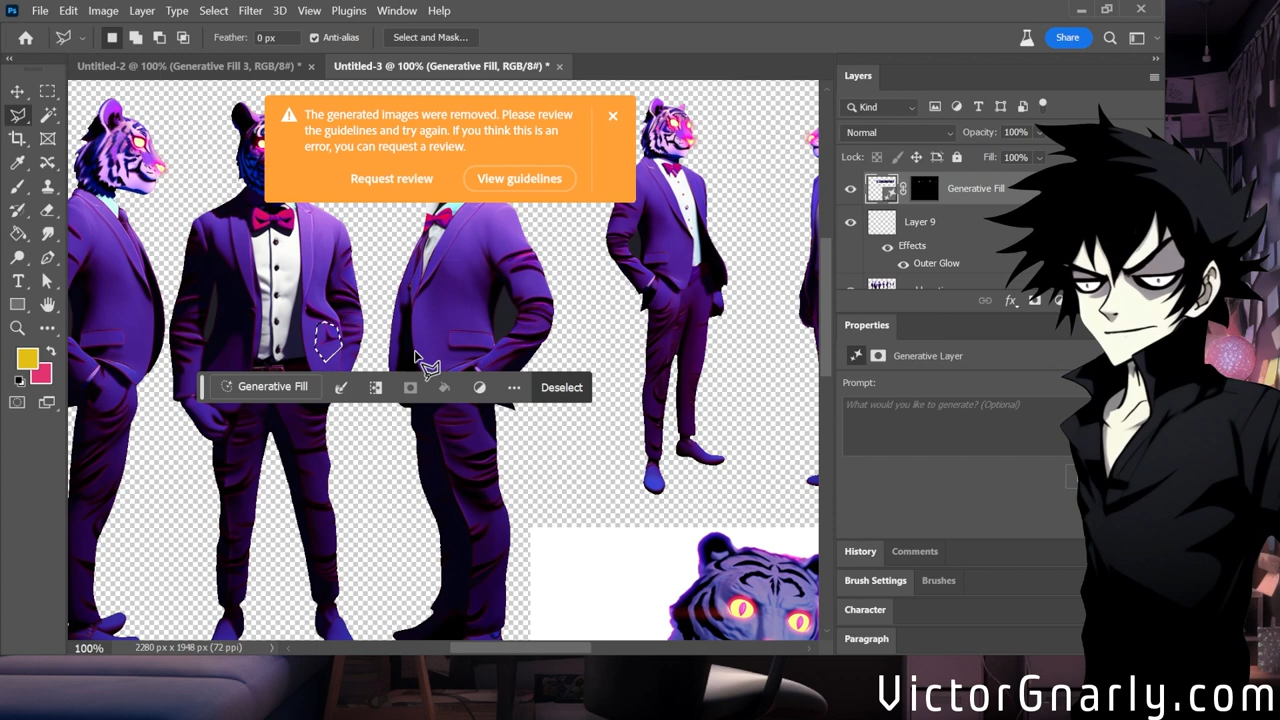 Ps File Edit Image Layer Type Select Filter 3D View Plugins Window Help
Feather: 0 px Anti-alias Select and Mask... Share
Untitled-2 @ 100% (Generative Fill 3, RGB/8#) * × Untitled-3 @ 100% (Generative Fill, RGB/8#) * ×
The generated images were removed. Please review
the guidelines and try again. If you think this is an
error, you can request a review.
Request review View guidelines
Generative Fill ... Deselect
Layers
Kind
Normal Opacity: 100%
Lock: Fill: 100%
Generative Fill
Layer 9
Effects
Outer Glow
fx
Properties
Generative Layer
Prompt:
What would you like to generate? (Optional)
History Comments
Brush Settings Brushes
Character
Paragraph
100% 2280 px x 1948 px (72 ppi)
VictorGnarly.com